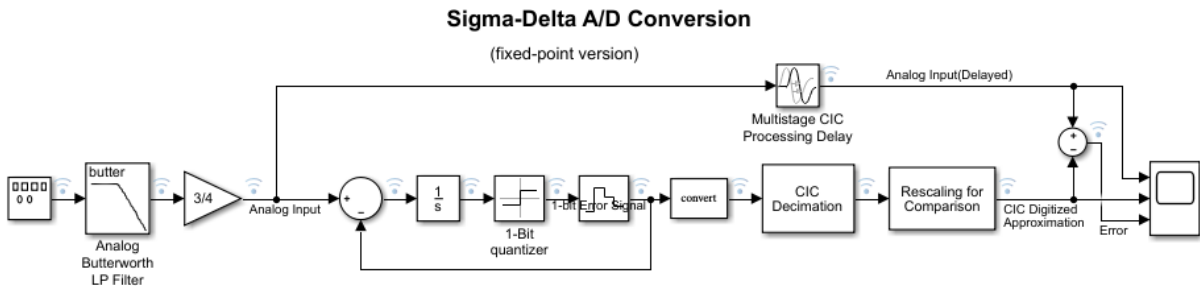 Sigma-Delta A/D Conversion
(fixed-point version)
Analog Input(Delayed)
Multistage CIC
Processing Delay
+
−
butter
3/4
Analog Input
+
−
1
s
1-bit Error Signal
convert
CIC
Decimation
Rescaling for
Comparison
CIC Digitized
Approximation
Error
1-Bit
quantizer
Analog
Butterworth
LP Filter